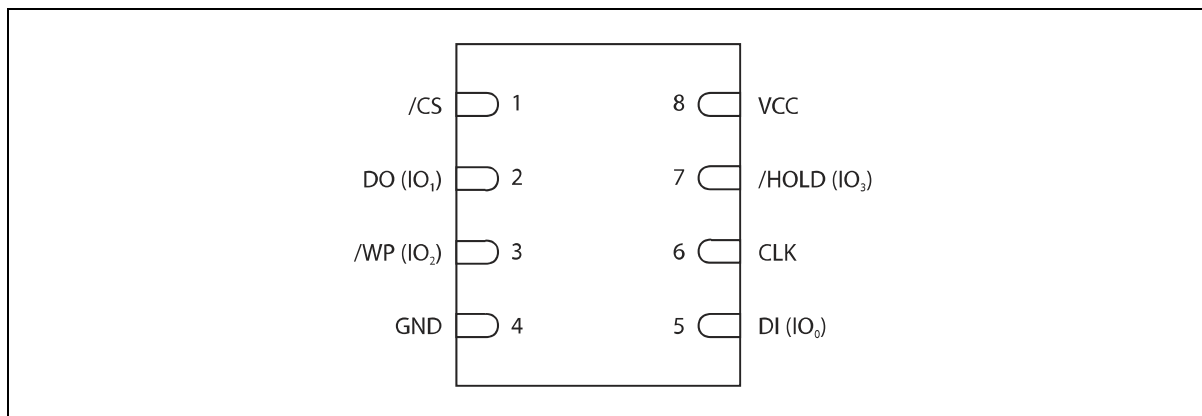 /CS 1 8 VCC
DO (IO₁) 2 7 /HOLD (IO₃)
/WP (IO₂) 3 6 CLK
GND 4 5 DI (IO₀)